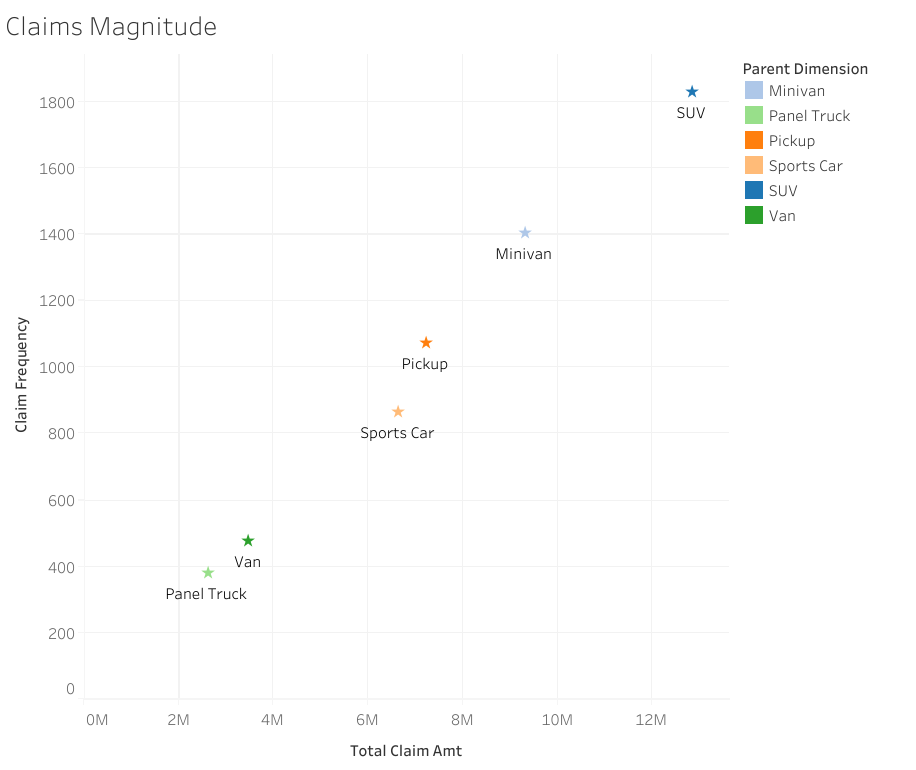 Claims Magnitude
Parent Dimension
Minivan
Panel Truck
Pickup
Sports Car
SUV
Van
Claim Frequency
1800
1600
1400
1200
1000
800
600
400
200
0
SUV
Minivan
Pickup
Sports Car
Van
Panel Truck
0M 2M 4M 6M 8M 10M 12M
Total Claim Amt